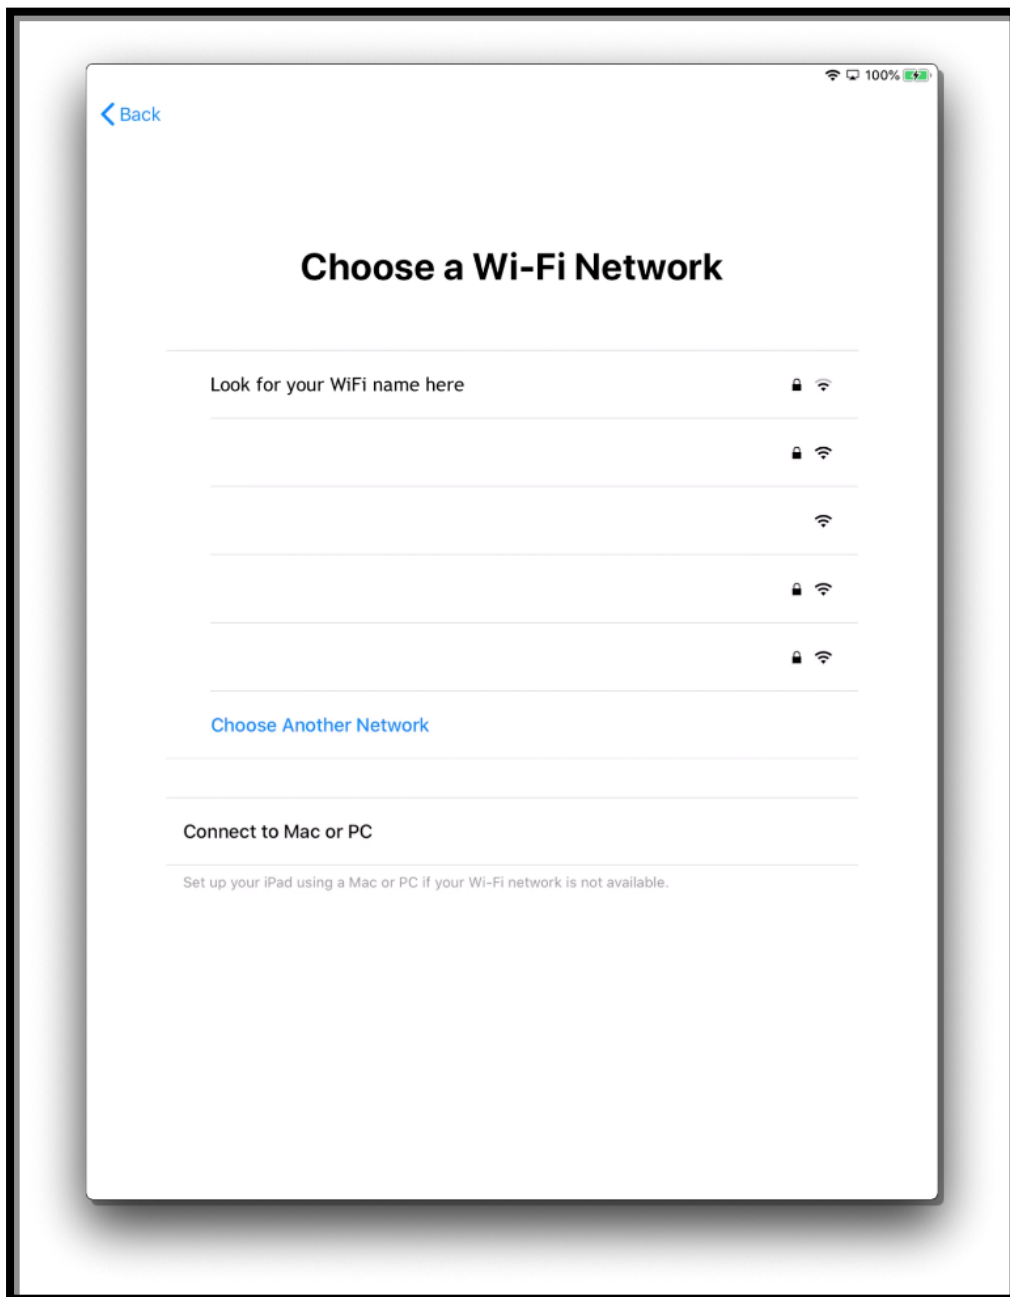 100%
Back
Choose a Wi-Fi Network
Look for your WiFi name here
Choose Another Network
Connect to Mac or PC
Set up your iPad using a Mac or PC if your Wi-Fi network is not available.